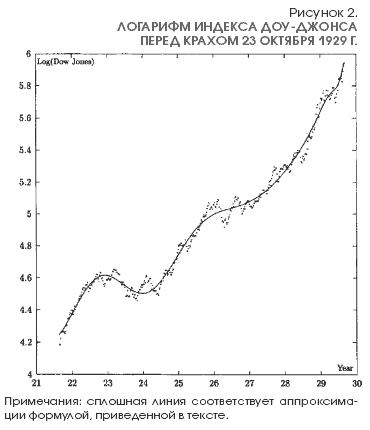 Рисунок 2.
ЛОГАРИФМ ИНДЕКСА ДОУ-ДЖОНСА
ПЕРЕД КРАХОМ 23 ОКТЯБРЯ 1929 Г.
6
Log(Dow Jones)
5.8
5.6
5.4
5.2
5
4.8
4.6
4.4
4.2
4
Year
21 22 23 24 25 26 27 28 29 30
Примечания: сплошная линия соответствует аппроксима-
ции формулой, приведенной в тексте.